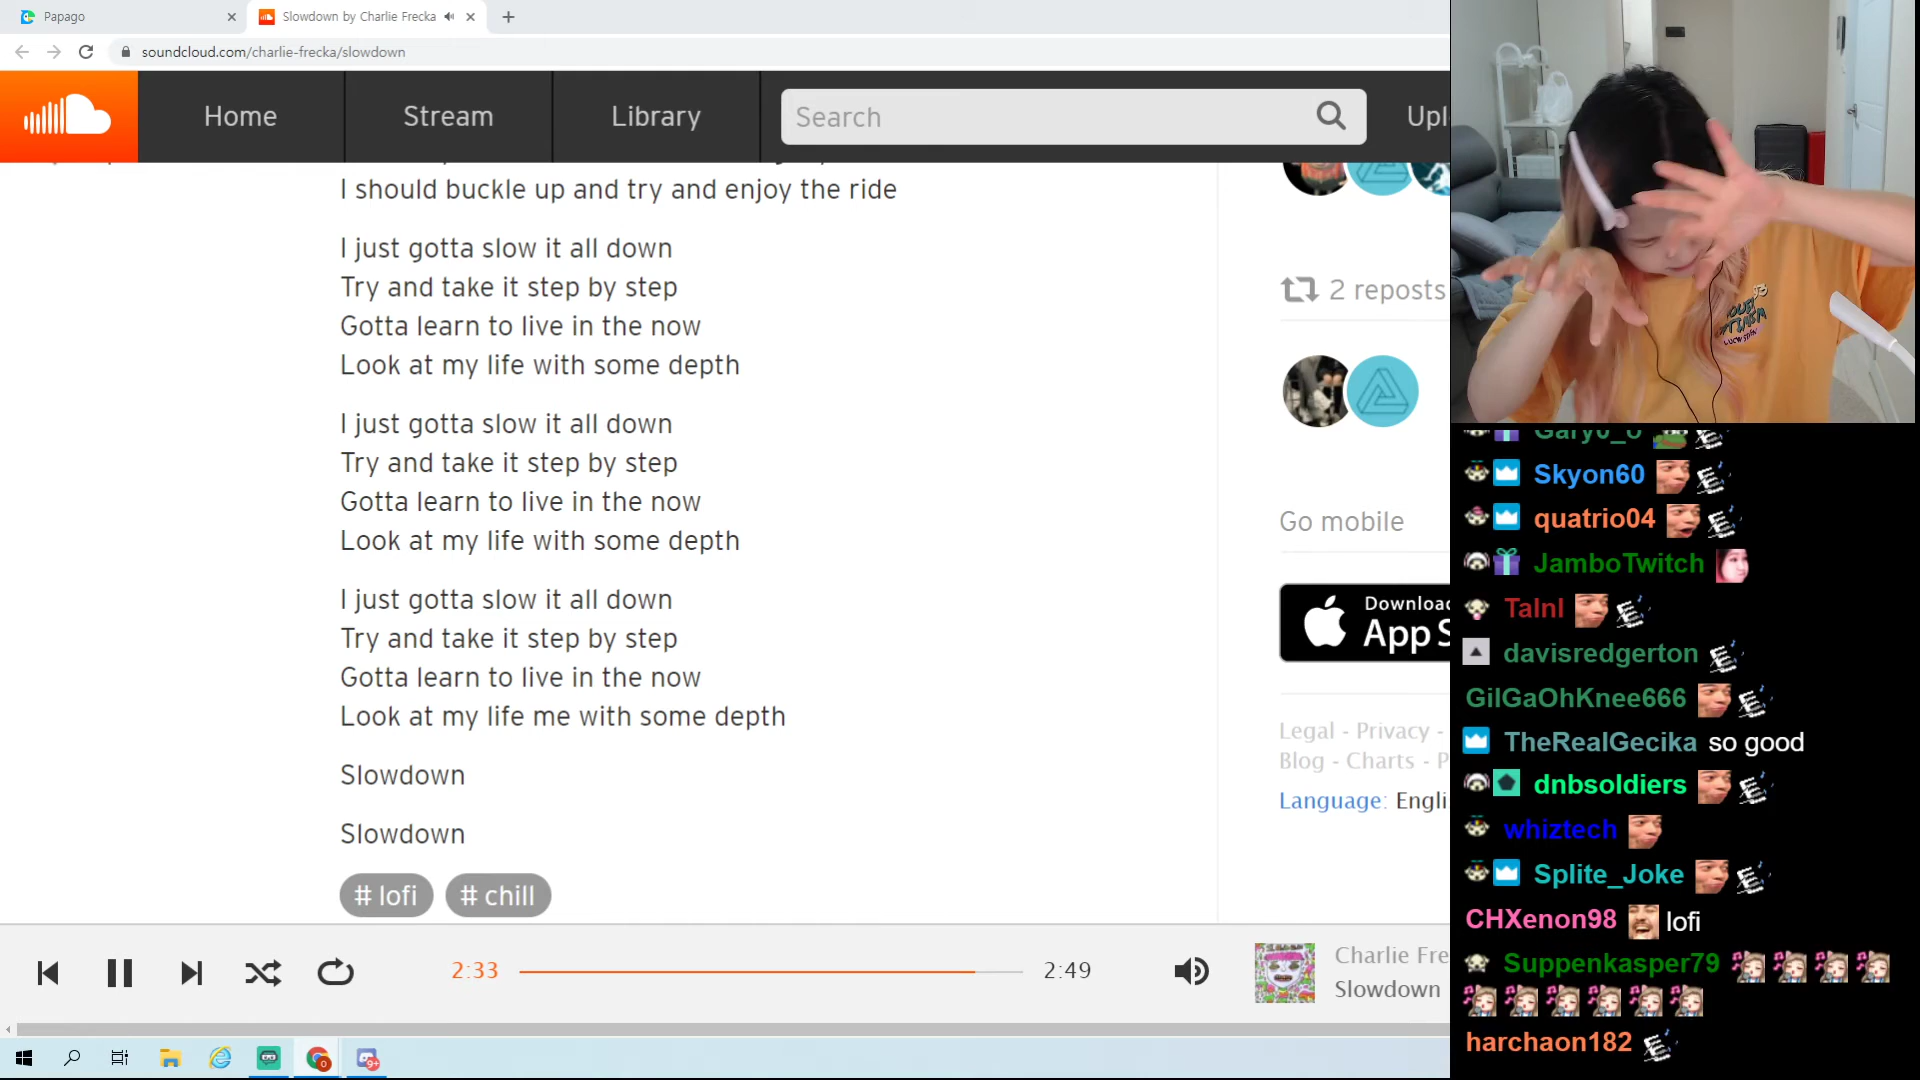 Papago
Slowdown by Charlie Frecka
soundcloud.com/charlie-frecka/slowdown
Home
Stream
Library
Search
Upl
I should buckle up and try and enjoy the ride
I just gotta slow it all down
Try and take it step by step
Gotta learn to live in the now
Look at my life with some depth
I just gotta slow it all down
Try and take it step by step
Gotta learn to live in the now
Look at my life with some depth
I just gotta slow it all down
Try and take it step by step
Gotta learn to live in the now
Look at my life me with some depth
Slowdown
Slowdown
# lofi
# chill
2 reposts
Go mobile
Download
App S
Legal - Privacy -
Blog - Charts - P
Language: Engli
2:33
2:49
Charlie Fre
Slowdown
9+
Gary0_o
Skyon60
quatrio04
JamboTwitch
Talnl
davisredgerton
GilGaOhKnee666
TheRealGecika so good
dnbsoldiers
whiztech
Splite_Joke
CHXenon98 lofi
Suppenkasper79
harchaon182